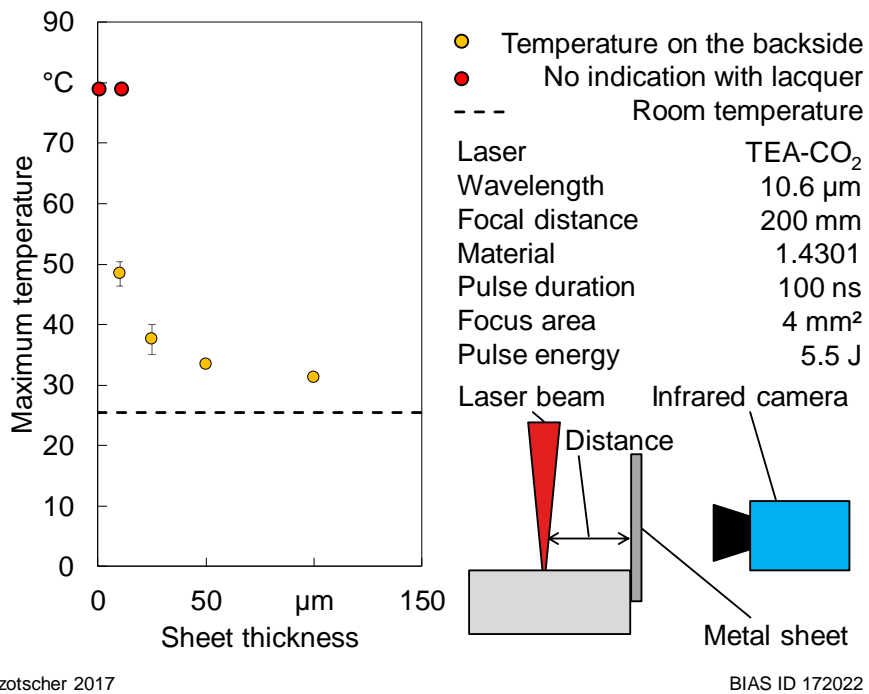 90
°C
70
60
50
40
30
20
10
0
Maximum temperature
0 50 µm 150
Sheet thickness
Temperature on the backside
No indication with lacquer
Room temperature
Laser TEA-CO₂
Wavelength 10.6 µm
Focal distance 200 mm
Material 1.4301
Pulse duration 100 ns
Focus area 4 mm²
Pulse energy 5.5 J
Laser beam Infrared camera
Distance
Metal sheet
zotscher 2017 BIAS ID 172022